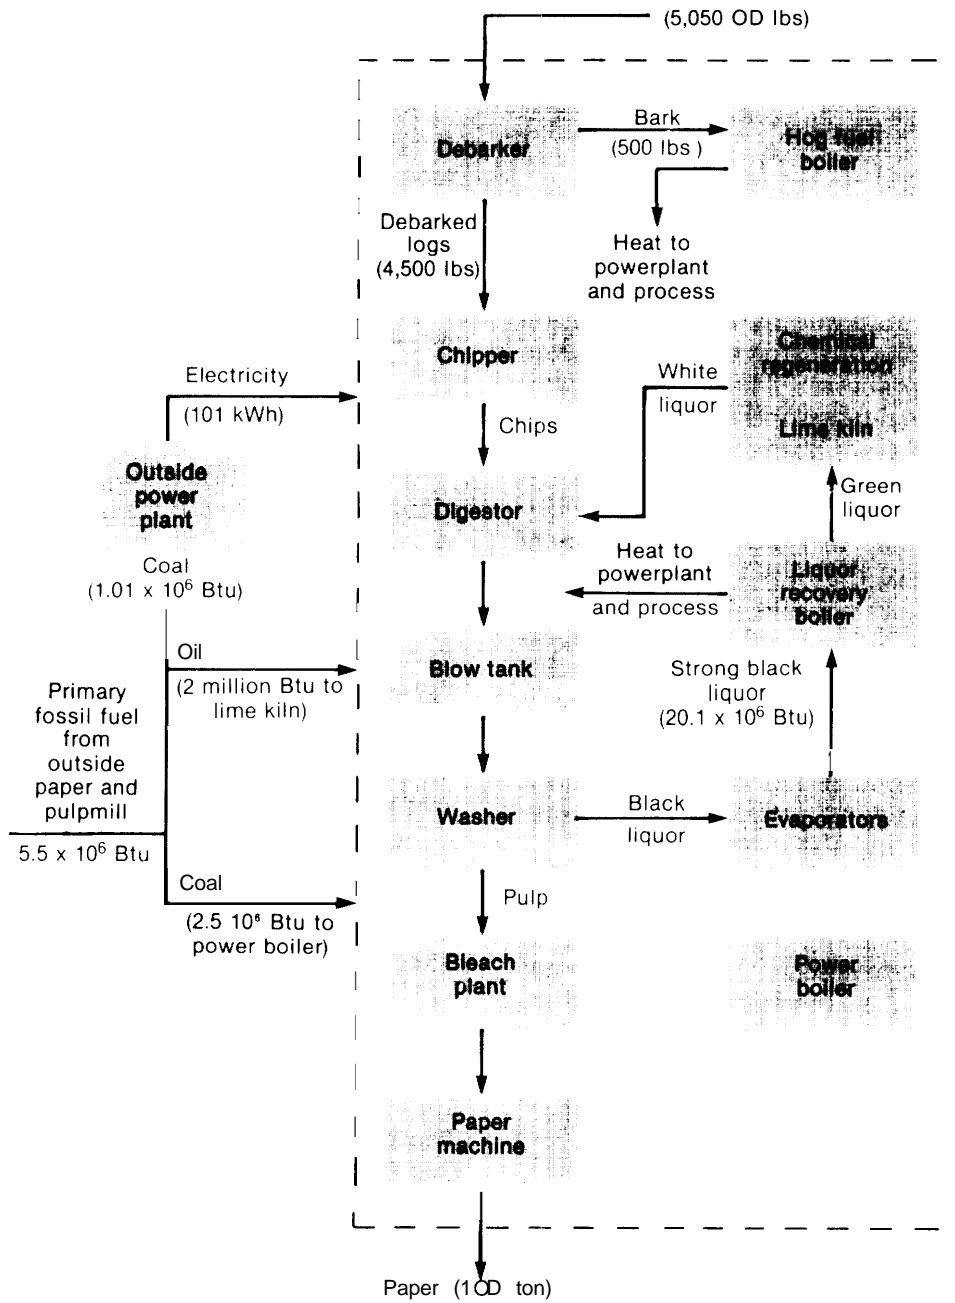 (5,050 OD lbs)
Debarker
Bark
(500 lbs)
Hog fuel
boiler
Debarked
logs
(4,500 lbs)
Heat to
powerplant
and process
Chipper
Chemical
regeneration
Lime kiln
White
liquor
Electricity
(101 kWh)
Chips
Outside
power
plant
Digestor
Green
liquor
Coal
(1.01 x 10⁶ Btu)
Heat to
powerplant
and process
Liquor
recovery
boiler
Oil
(2 million Btu to
lime kiln)
Blow tank
Strong black
liquor
(20.1 x 10⁶ Btu)
Primary
fossil fuel
from
outside
paper and
pulpmill
5.5 x 10⁶ Btu
Washer
Black
liquor
Evaporators
Coal
(2.5 10⁶ Btu to
power boiler)
Pulp
Bleach
plant
Power
boiler
Paper
machine
Paper (1 OD ton)